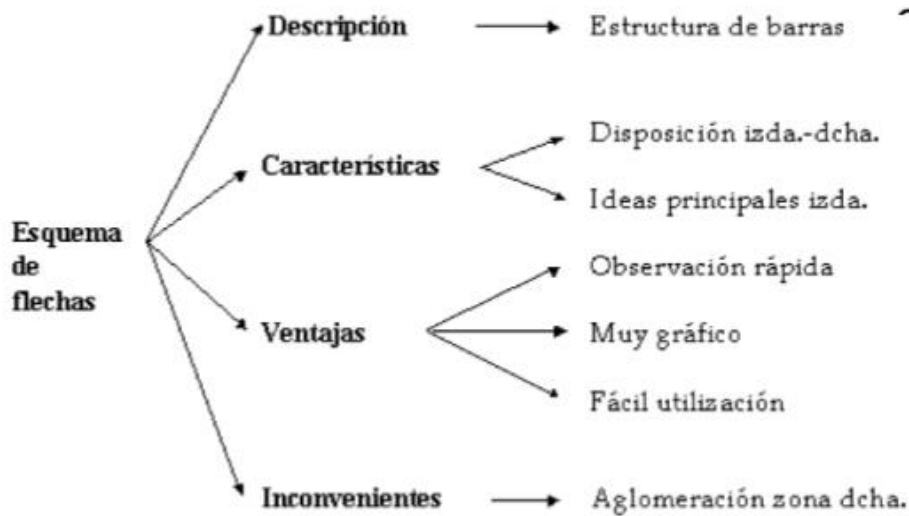 Descripción
Estructura de barras
Característicás
Disposición izda.-dcha.
Ideas principales izda.
Esquema
de
flechas
Ventajas
Observación rápida
Muy gráfico
Fácil utilización
Inconvenientes
Aglomeración zona dcha.